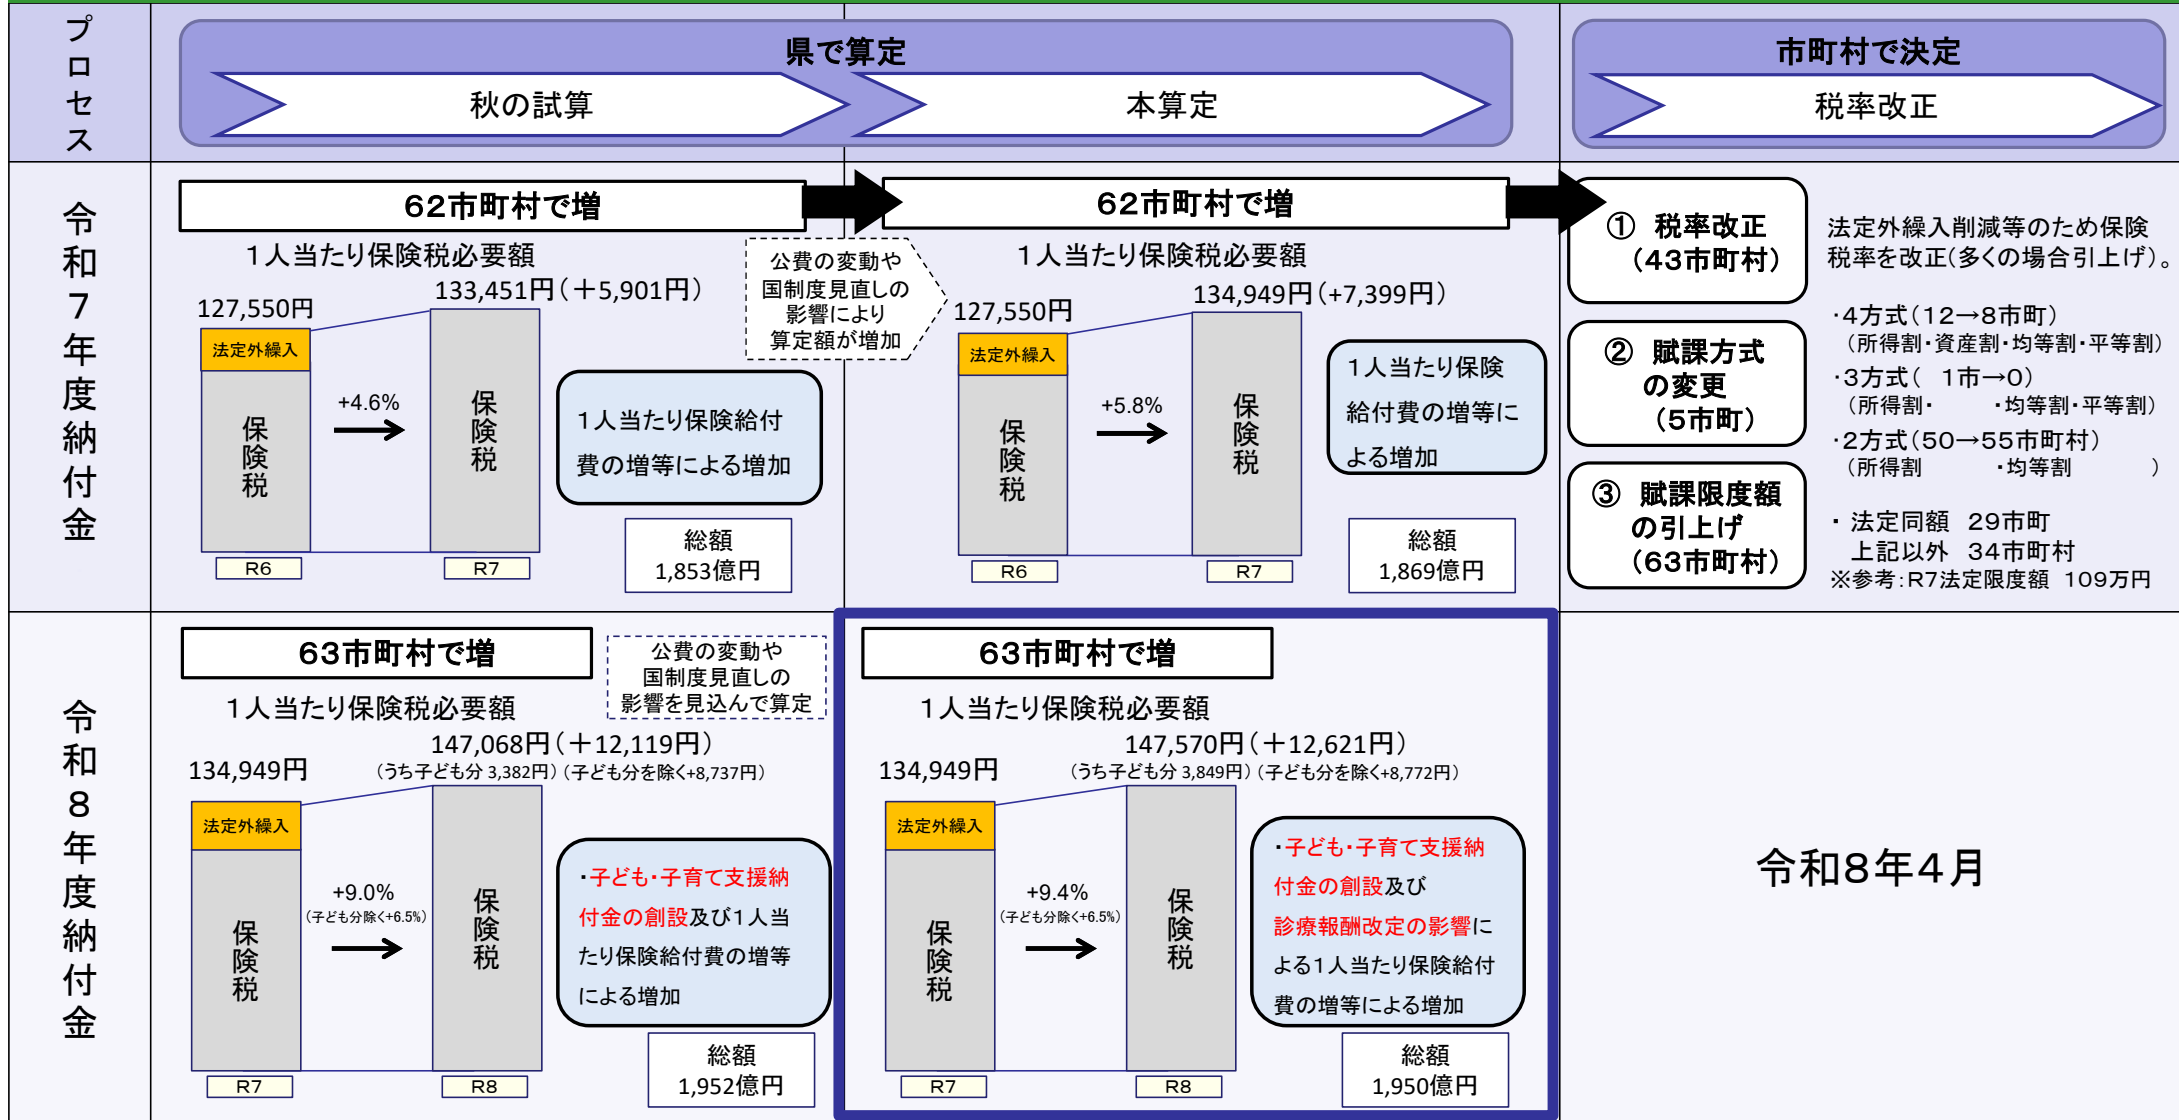 プロセス
県で算定
秋の試算
本算定
市町村で決定
税率改正
令和7年度納付金
62市町村で増
1人当たり保険税必要額
133,451円(+5,901円)
127,550円
法定外繰入
保険税
+4.6%
保険税
R6
R7
1人当たり保険給付
費の増等による増加
総額
1,853億円
公費の変動や
国制度見直しの
影響により
算定額が増加
62市町村で増
1人当たり保険税必要額
134,949円(+7,399円)
127,550円
法定外繰入
保険税
+5.8%
保険税
R6
R7
1人当たり保険
給付費の増等に
よる増加
総額
1,869億円
① 税率改正
(43市町村)
法定外繰入削減等のため保険
税率を改正(多くの場合引上げ)。
② 賦課方式
の変更
(5市町)
・4方式(12→8市町)
(所得割・資産割・均等割・平等割)
・3方式( 1市→0)
(所得割・ ・均等割・平等割)
・2方式(50→55市町村)
(所得割 ・均等割 )
③ 賦課限度額
の引上げ
(63市町村)
・ 法定同額 29市町
上記以外 34市町村
※参考:R7法定限度額 109万円
令和8年度納付金
63市町村で増
公費の変動や
国制度見直しの
影響を見込んで算定
1人当たり保険税必要額
147,068円(+12,119円)
(うち子ども分 3,382円)(子ども分を除く+8,737円)
134,949円
法定外繰入
保険税
+9.0%
(子ども分除く+6.5%)
保険税
R7
R8
・子ども・子育て支援納
付金の創設及び1人当
たり保険給付費の増等
による増加
総額
1,952億円
63市町村で増
1人当たり保険税必要額
147,570円(+12,621円)
(うち子ども分 3,849円)(子ども分を除く+8,772円)
134,949円
法定外繰入
保険税
+9.4%
(子ども分除く+6.5%)
保険税
R7
R8
・子ども・子育て支援納
付金の創設及び
診療報酬改定の影響に
よる1人当たり保険給付
費の増等による増加
総額
1,950億円
令和8年4月